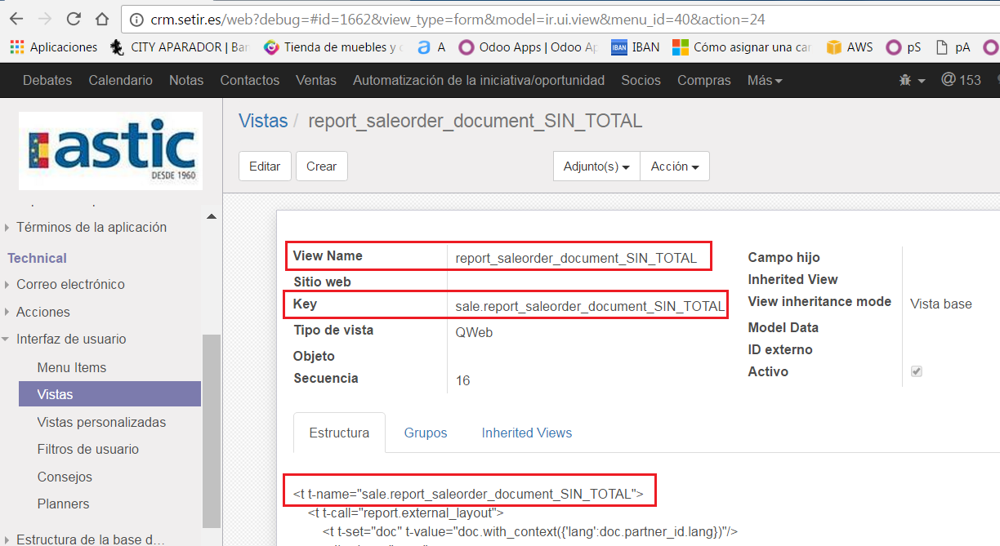 crm.setir.es/web?debug=#id=1662&view_type=form&model=ir.ui.view&menu_id=40&action=24
Aplicaciones CITY APARADOR | Bar Tienda de muebles y A Odoo Apps | Odoo Ap IBAN IBAN Cómo asignar una car AWS pS pA
Debates Calendario Notas Contactos Ventas Automatización de la iniciativa/oportunidad Socios Compras Más @ 153
astic
DESDE 1960
Vistas / report_saleorder_document_SIN_TOTAL
Editar Crear Adjunto(s) Acción
Términos de la aplicación
Technical
Correo electrónico
Acciones
Interfaz de usuario
Menu Items
Vistas
Vistas personalizadas
Filtros de usuario
Consejos
Planners
Estructura de la base d...
View Name report_saleorder_document_SIN_TOTAL
Sitio web
Key sale.report_saleorder_document_SIN_TOTAL
Tipo de vista QWeb
Objeto
Secuencia 16
Campo hijo
Inherited View
View inheritance mode Vista base
Model Data
ID externo
Activo
Estructura Grupos Inherited Views
<t t-name="sale.report_saleorder_document_SIN_TOTAL">
<t t-call="report.external_layout">
<t t-set="doc" t-value="doc.with_context({'lang':doc.partner_id.lang})"/>